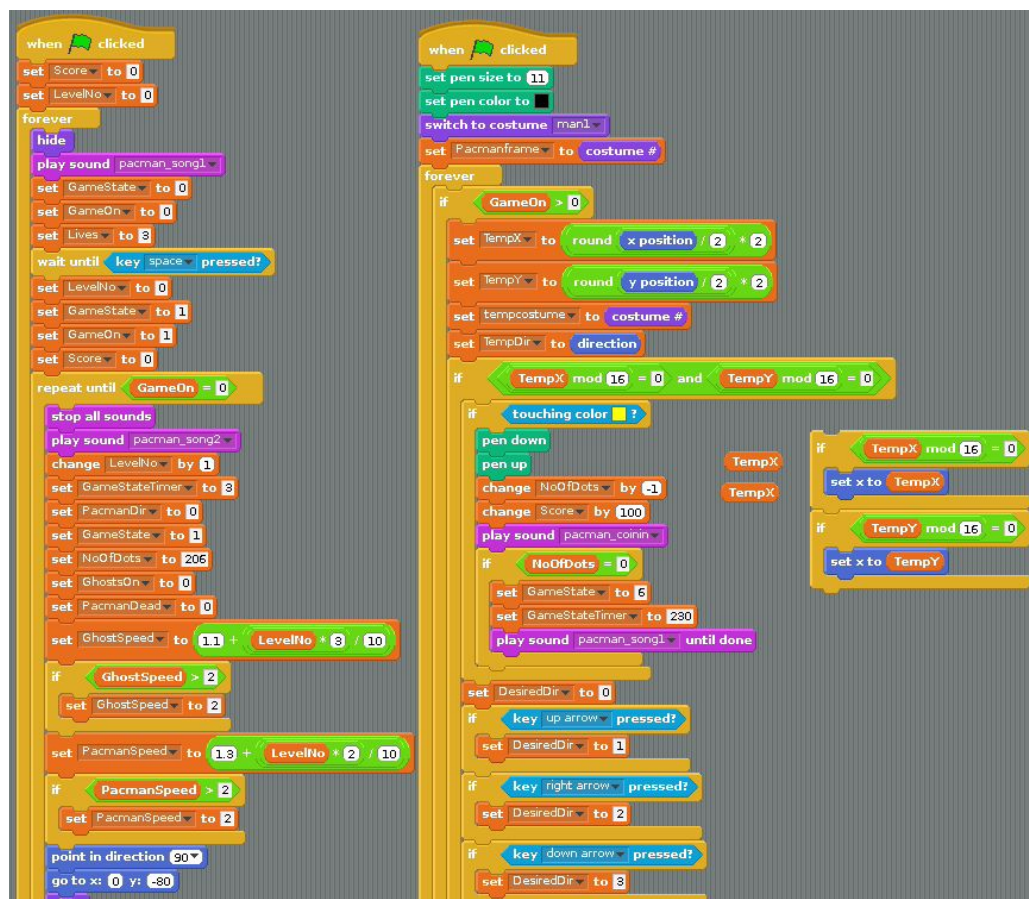 when clicked
set Score to 0
set LevelNo to 0
forever
hide
play sound pacman_song1
set GameState to 0
set GameOn to 0
set Lives to 3
wait until key space pressed?
set LevelNo to 0
set GameState to 1
set GameOn to 1
set Score to 0
repeat until GameOn = 0
stop all sounds
play sound pacman_song2
change LevelNo by 1
set GameStateTimer to 3
set PacmanDir to 0
set GameState to 1
set NoOfDots to 206
set GhostsOn to 0
set PacmanDead to 0
set GhostSpeed to 1.1 + LevelNo * 3 / 10
if GhostSpeed > 2
set GhostSpeed to 2
set PacmanSpeed to 1.3 + LevelNo * 2 / 10
if PacmanSpeed > 2
set PacmanSpeed to 2
point in direction 90
go to x: 0 y: -80
when clicked
set pen size to 11
set pen color to
switch to costume man1
set Pacmanframe to costume #
forever
if GameOn > 0
set TempX to round x position / 2 * 2
set TempY to round y position / 2 * 2
set tempcostume to costume #
set TempDir to direction
if TempX mod 16 = 0 and TempY mod 16 = 0
if touching color ?
pen down
pen up
change NoOfDots by -1
change Score by 100
play sound pacman_coinin
if NoOfDots = 0
set GameState to 6
set GameStateTimer to 230
play sound pacman_song1 until done
set DesiredDir to 0
if key up arrow pressed?
set DesiredDir to 1
if key right arrow pressed?
set DesiredDir to 2
if key down arrow pressed?
set DesiredDir to 3
TempX
TempX
if TempX mod 16 = 0
set x to TempX
if TempY mod 16 = 0
set x to TempY